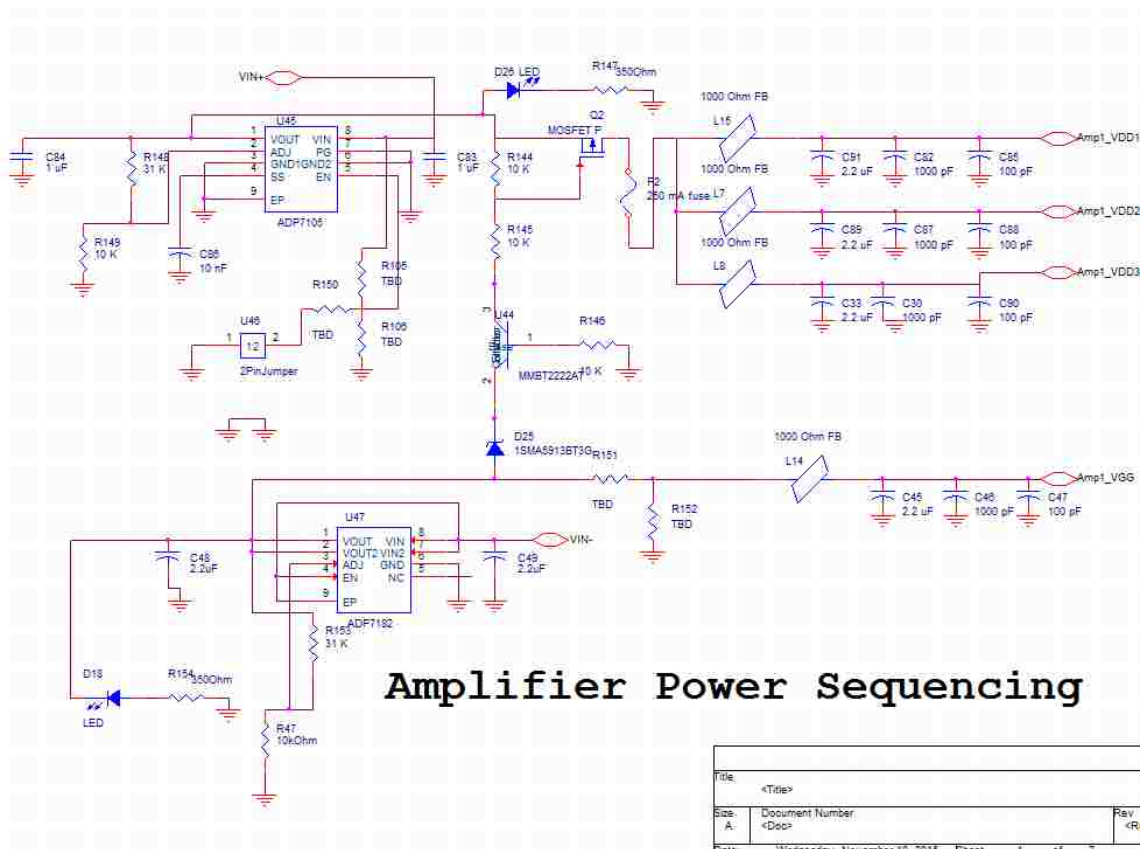 VIN+
D26 LED
R147
350Ohm
1000 Ohm FB
U45
Q2
MOSFET P
L15
Amp1_VDD1
1 VOUT VIN 8
2 ADJ PG 7
3 GND1 GND2 6
4 SS EN 5
9 EP
ADP7105
C84
1 uF
R148
31 K
C83
1 uF
R144
10 K
C91
2.2 uF
C82
1000 pF
C85
100 pF
1000 Ohm FB
R2
250 mA fuse
L7
Amp1_VDD2
R149
10 K
C86
10 nF
R145
10 K
C89
2.2 uF
C87
1000 pF
C88
100 pF
1000 Ohm FB
L8
Amp1_VDD3
R105
TBD
R150
TBD
R106
TBD
C33
2.2 uF
C30
1000 pF
C90
100 pF
U46
1 12 2
2PinJumper
3
U44
1
2
MMBT2222AT
R146
40 K
D25
1SMA5913BT3G
R151
TBD
R152
TBD
1000 Ohm FB
L14
Amp1_VGG
C45
2.2 uF
C46
1000 pF
C47
100 pF
U47
1 VOUT VIN 8
2 VOUT2 VIN2 7
3 ADJ GND 6
4 EN NC 5
9 EP
ADP7182
C48
2.2uF
C49
2.2uF
VIN-
R153
31 K
D18
LED
R154
350Ohm
R47
10kOhm
Amplifier Power Sequencing
Title
<Title>
Size
A
Document Number
<Doc>
Rev